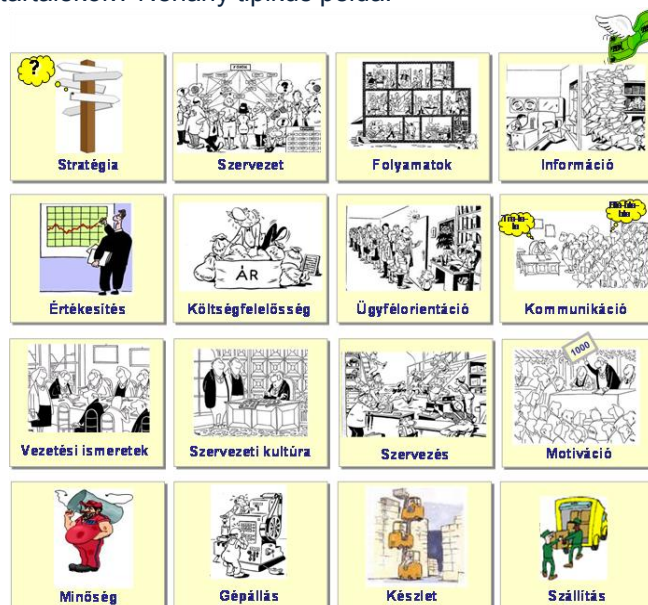 ?
Stratégia
Szervezet
Folyamatok
Információ
Értékesítés
ÁR
Költségfelelősség
Ügyfélorientáció
Kommunikáció
Vezetési ismeretek
Szervezeti kultúra
Szervezés
1000
Motiváció
Minőség
Gépállás
Készlet
Szállítás